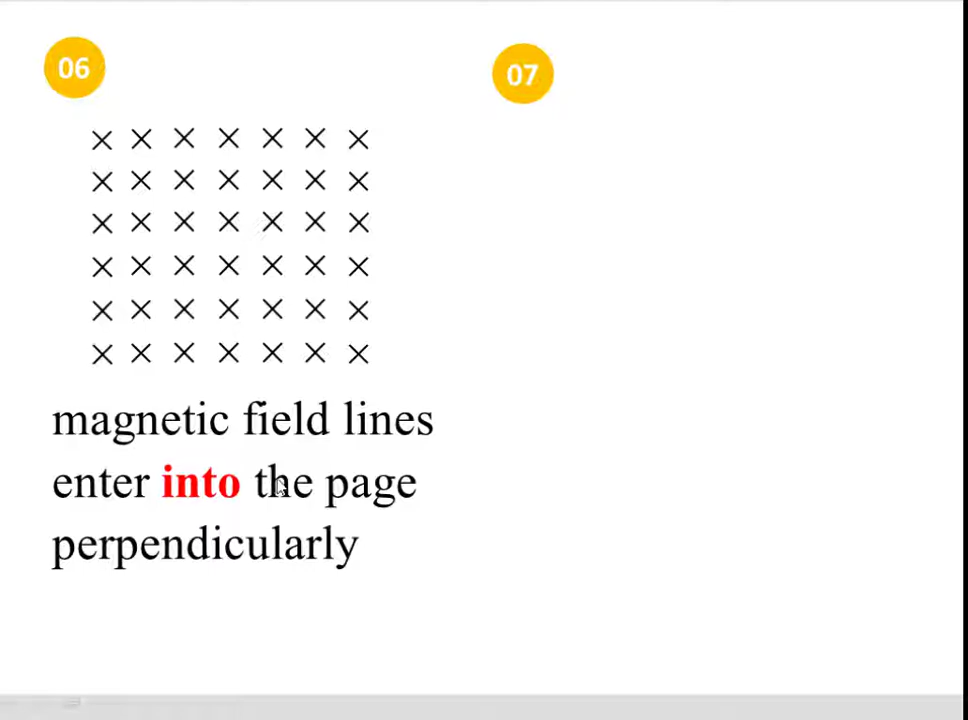 06
07
× × × × × × ×
× × × × × × ×
× × × × × × ×
× × × × × × ×
× × × × × × ×
× × × × × × ×
magnetic field lines
enter into the page
perpendicularly